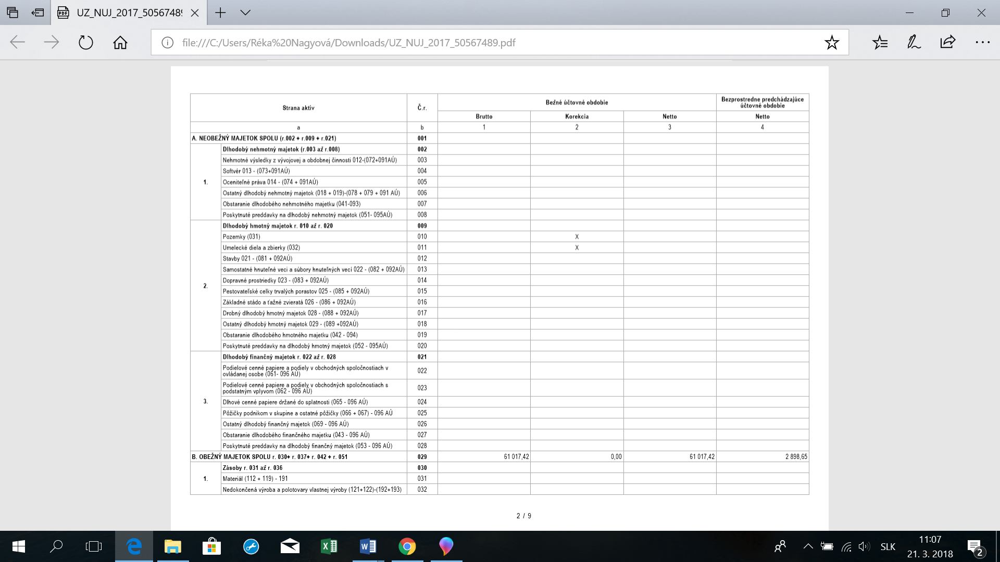 UZ_NUJ_2017_50567489
file:///C:/Users/Réka%20Nagyová/Downloads/UZ_NUJ_2017_50567489.pdf
Strana aktív Č.r. Bežné účtovné obdobie Bezprostredne predchádzajúce účtovné obdobie
Brutto Korekcia Netto Netto
a b 1 2 3 4
A. NEOBEŽNÝ MAJETOK SPOLU (r.002 + r.009 + r.021) 001
1.
Dlhodobý nehmotný majetok (r.003 až r.008) 002
Nehmotné výsledky z vývojovej a obdobnej činnosti 012-(072+091AÚ) 003
Softvér 013 - (073+091AÚ) 004
Oceniteľné práva 014 - (074 + 091AÚ) 005
Ostatný dlhodobý nehmotný majetok (018 + 019)-(078 + 079 + 091 AÚ) 006
Obstaranie dlhodobého nehmotného majetku (041-093) 007
Poskytnuté preddavky na dlhodobý nehmotný majetok (051- 095AÚ) 008
2.
Dlhodobý hmotný majetok r. 010 až r. 020 009
Pozemky (031) 010 X
Umelecké diela a zbierky (032) 011 X
Stavby 021 - (081 + 092AÚ) 012
Samostatné hnuteľné veci a súbory hnuteľných vecí 022 - (082 + 092AÚ) 013
Dopravné prostriedky 023 - (083 + 092AÚ) 014
Pestovateľské celky trvalých porastov 025 - (085 + 092AÚ) 015
Základné stádo a ťažné zvieratá 026 - (086 + 092AÚ) 016
Drobný dlhodobý hmotný majetok 028 - (088 + 092AÚ) 017
Ostatný dlhodobý hmotný majetok 029 - (089 +092AÚ) 018
Obstaranie dlhodobého hmotného majetku (042 - 094) 019
Poskytnuté preddavky na dlhodobý hmotný majetok (052 - 095AÚ) 020
3.
Dlhodobý finančný majetok r. 022 až r. 028 021
Podielové cenné papiere a podiely v obchodných spoločnostiach v
ovládanej osobe (061- 096 AÚ) 022
Podielové cenné papiere a podiely v obchodných spoločnostiach s
podstatným vplyvom (062 - 096 AÚ) 023
Dlhové cenné papiere držané do splatnosti (065 - 096 AÚ) 024
Pôžičky podnikom v skupine a ostatné pôžičky (066 + 067) - 096 AÚ 025
Ostatný dlhodobý finančný majetok (069 - 096 AÚ) 026
Obstaranie dlhodobého finančného majetku (043 - 096 AÚ) 027
Poskytnuté preddavky na dlhodobý finančný majetok (053 - 096 AÚ) 028
B. OBEŽNÝ MAJETOK SPOLU r. 030+ r. 037+ r. 042 + r. 051 029 61 017,42 0,00 61 017,42 2 898,65
1.
Zásoby r. 031 až r. 036 030
Materiál (112 + 119) - 191 031
Nedokončená výroba a polotovary vlastnej výroby (121+122)-(192+193) 032
2 / 9
SLK
11:07
21. 3. 2018
2